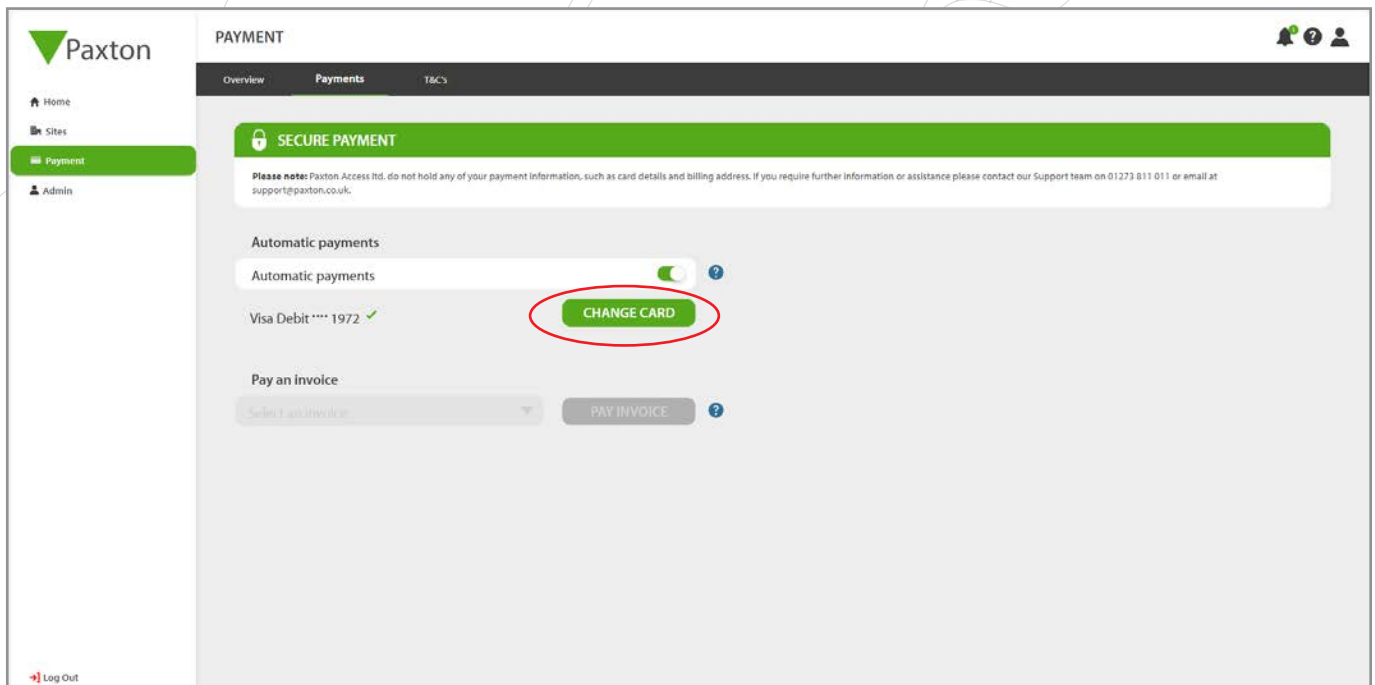 Paxton
PAYMENT
Overview Payments T&C's
Home
Sites
Payment
Admin
SECURE PAYMENT
Please note: Paxton Access ltd. do not hold any of your payment information, such as card details and billing address. If you require further information or assistance please contact our Support team on 01273 811 011 or email at
support@paxton.co.uk.
Automatic payments
Automatic payments
Visa Debit •••• 1972
CHANGE CARD
Pay an invoice
Select an invoice
PAY INVOICE
Log Out